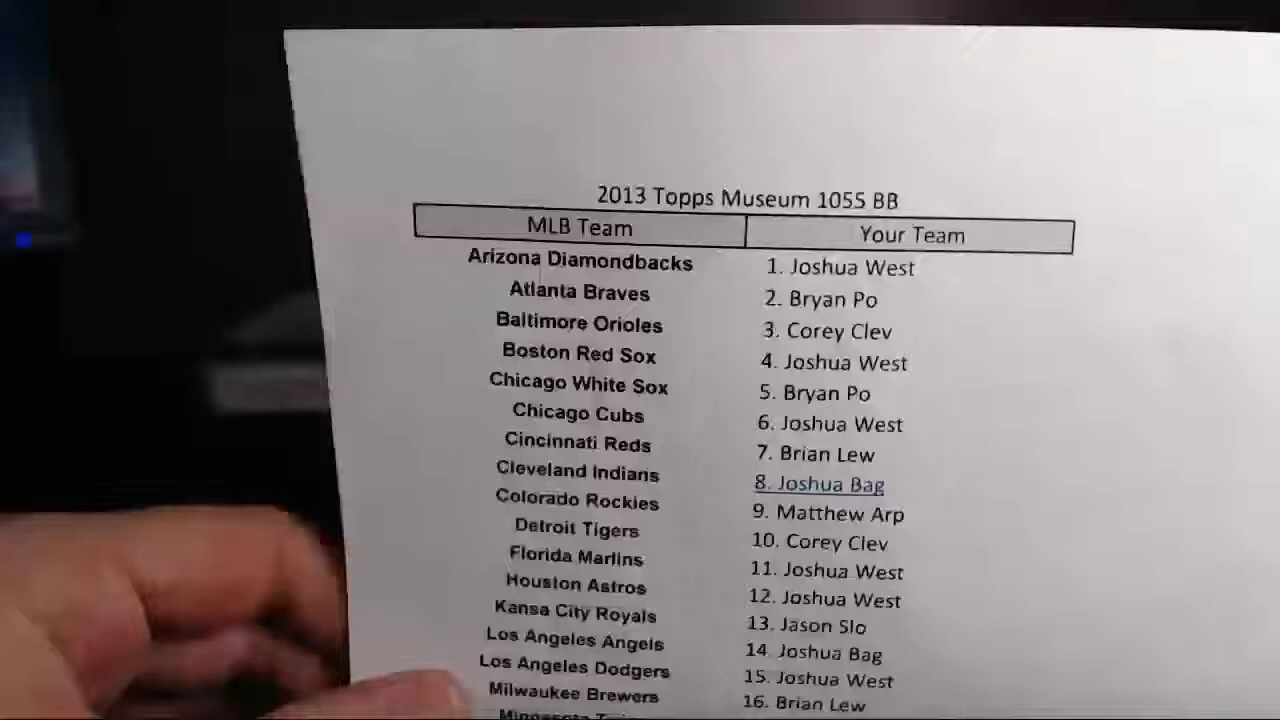 2013 Topps Museum 1055 BB
MLB Team Your Team
Arizona Diamondbacks 1. Joshua West
Atlanta Braves 2. Bryan Po
Baltimore Orioles 3. Corey Clev
Boston Red Sox 4. Joshua West
Chicago White Sox 5. Bryan Po
Chicago Cubs 6. Joshua West
Cincinnati Reds 7. Brian Lew
Cleveland Indians 8. Joshua Bag
Colorado Rockies 9. Matthew Arp
Detroit Tigers 10. Corey Clev
Florida Marlins 11. Joshua West
Houston Astros 12. Joshua West
Kansa City Royals 13. Jason Slo
Los Angeles Angels 14. Joshua Bag
Los Angeles Dodgers 15. Joshua West
Milwaukee Brewers 16. Brian Lew
Minnesota